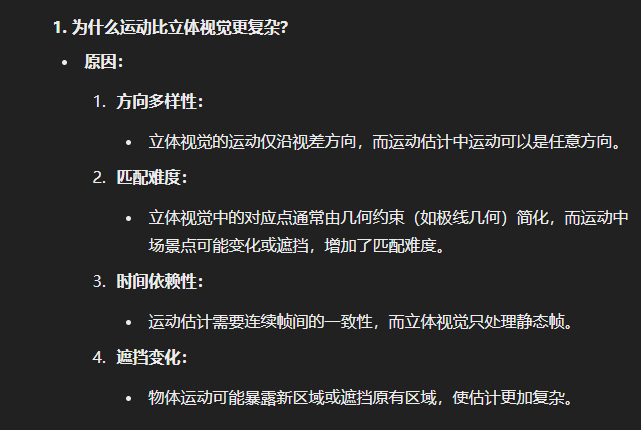 1. 为什么运动比立体视觉更复杂?
• 原因：
1. 方向多样性：
• 立体视觉的运动仅沿视差方向，而运动估计中运动可以是任意方向。
2. 匹配难度：
• 立体视觉中的对应点通常由几何约束（如极线几何）简化，而运动中
场景点可能变化或遮挡，增加了匹配难度。
3. 时间依赖性：
• 运动估计需要连续帧间的一致性，而立体视觉只处理静态帧。
4. 遮挡变化：
• 物体运动可能暴露新区域或遮挡原有区域，使估计更加复杂。